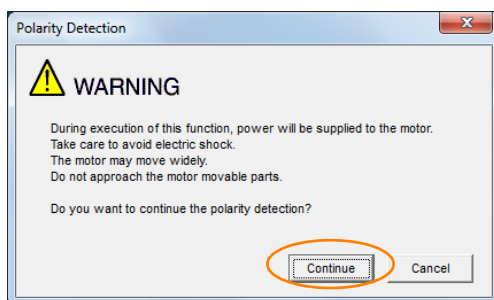 Polarity Detection
WARNING
During execution of this function, power will be supplied to the motor.
Take care to avoid electric shock.
The motor may move widely.
Do not approach the motor movable parts.
Do you want to continue the polarity detection?
Continue Cancel